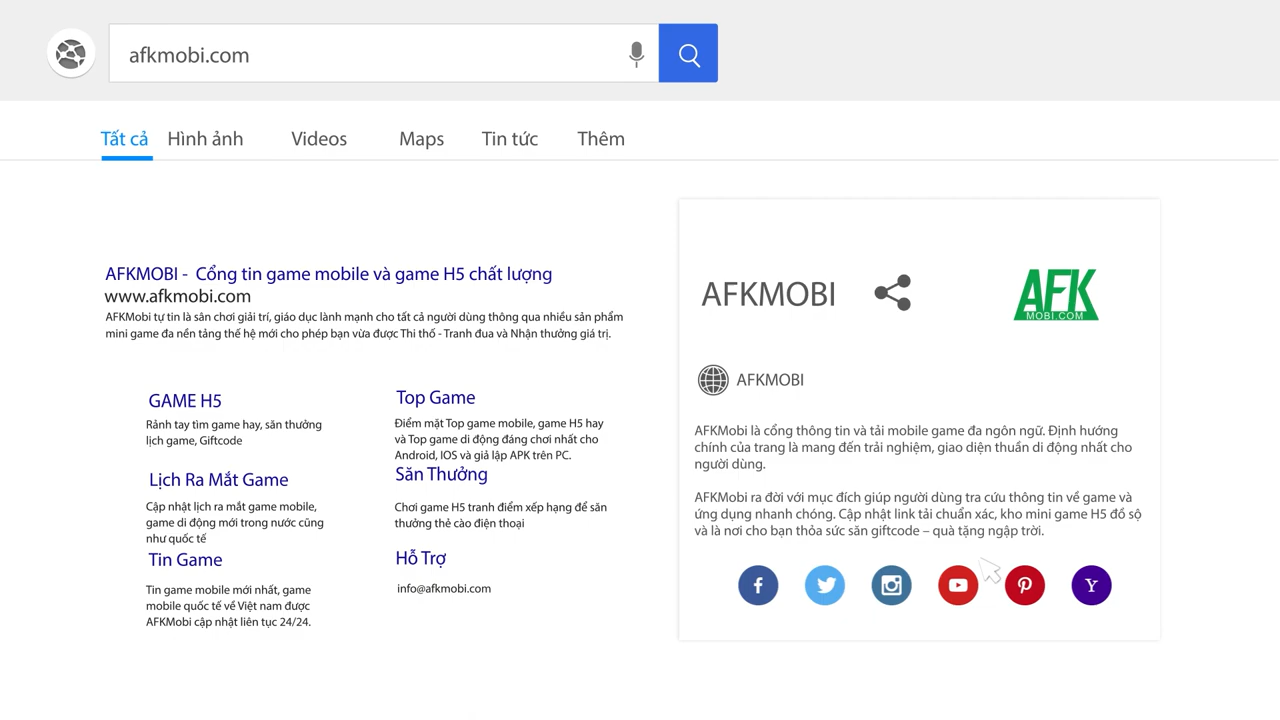 afkmobi.com
Tất cả Hình ảnh Videos Maps Tin tức Thêm
AFKMOBI - Cổng tin game mobile và game H5 chất lượng
www.afkmobi.com
AFKMobi tự tin là sân chơi giải trí, giáo dục lành mạnh cho tất cả người dùng thông qua nhiều sản phẩm
mini game đa nền tảng thế hệ mới cho phép bạn vừa được Thi thố - Tranh đua và Nhận thưởng giá trị.
GAME H5
Rảnh tay tìm game hay, săn thưởng
lịch game, Giftcode
Lịch Ra Mắt Game
Cập nhật lịch ra mắt game mobile,
game di động mới trong nước cũng
như quốc tế
Tin Game
Tin game mobile mới nhất, game
mobile quốc tế về Việt nam được
AFKMobi cập nhật liên tục 24/24.
Top Game
Điểm mặt Top game mobile, game H5 hay
và Top game di động đáng chơi nhất cho
Android, IOS và giả lập APK trên PC.
Săn Thưởng
Chơi game H5 tranh điểm xếp hạng để săn
thưởng thẻ cào điện thoại
Hỗ Trợ
info@afkmobi.com
AFKMOBI
AFK
MOBI.COM
AFKMOBI
AFKMobi là cổng thông tin và tải mobile game đa ngôn ngữ. Định hướng
chính của trang là mang đến trải nghiệm, giao diện thuần di động nhất cho
người dùng.
AFKMobi ra đời với mục đích giúp người dùng tra cứu thông tin về game và
ứng dụng nhanh chóng. Cập nhật link tải chuẩn xác, kho mini game H5 đồ sộ
và là nơi cho bạn thỏa sức săn giftcode – quà tặng ngập trời.